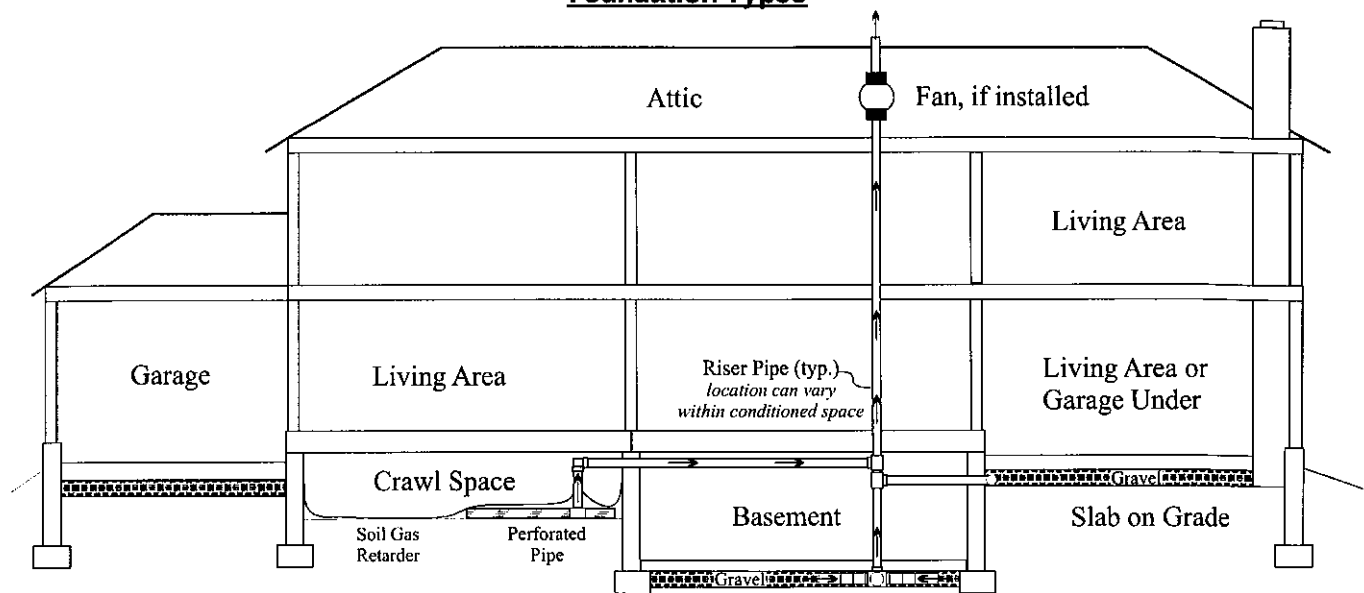 Foundation Types
Attic
Fan, if installed
Living Area
Garage
Living Area
Riser Pipe (typ.)
location can vary
within conditioned space
Living Area or
Garage Under
Crawl Space
Gravel
Soil Gas
Retarder
Perforated
Pipe
Basement
Slab on Grade
Gravel